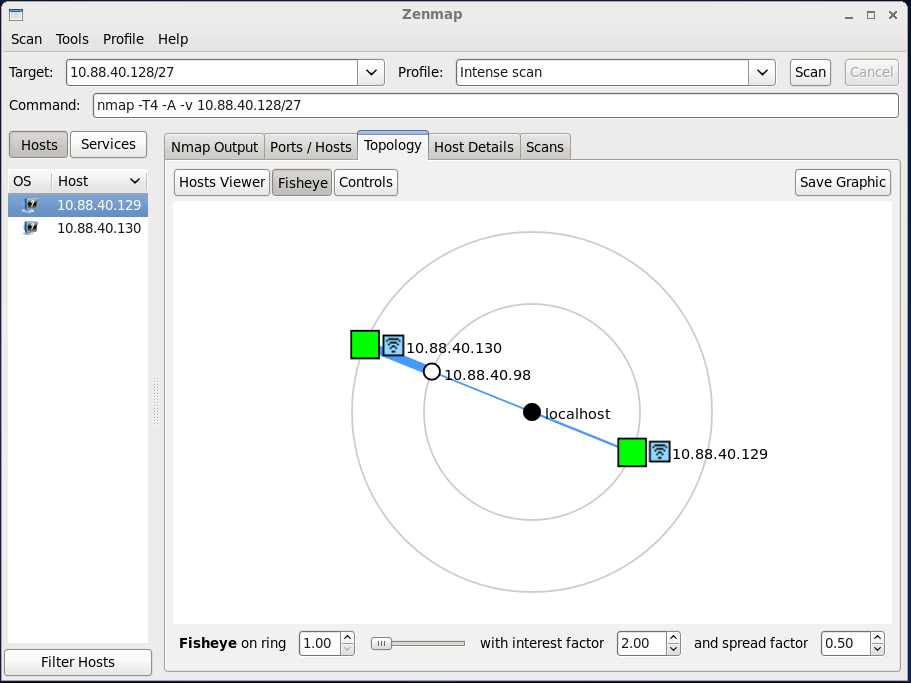 Zenmap
Scan Tools Profile Help
Target: 10.88.40.128/27 Profile: Intense scan Scan Cancel
Command: nmap -T4 -A -v 10.88.40.128/27
Hosts Services
Nmap Output Ports / Hosts Topology Host Details Scans
OS Host
Hosts Viewer Fisheye Controls Save Graphic
10.88.40.129
10.88.40.130
10.88.40.130
10.88.40.98
localhost
10.88.40.129
Fisheye on ring 1.00 with interest factor 2.00 and spread factor 0.50
Filter Hosts